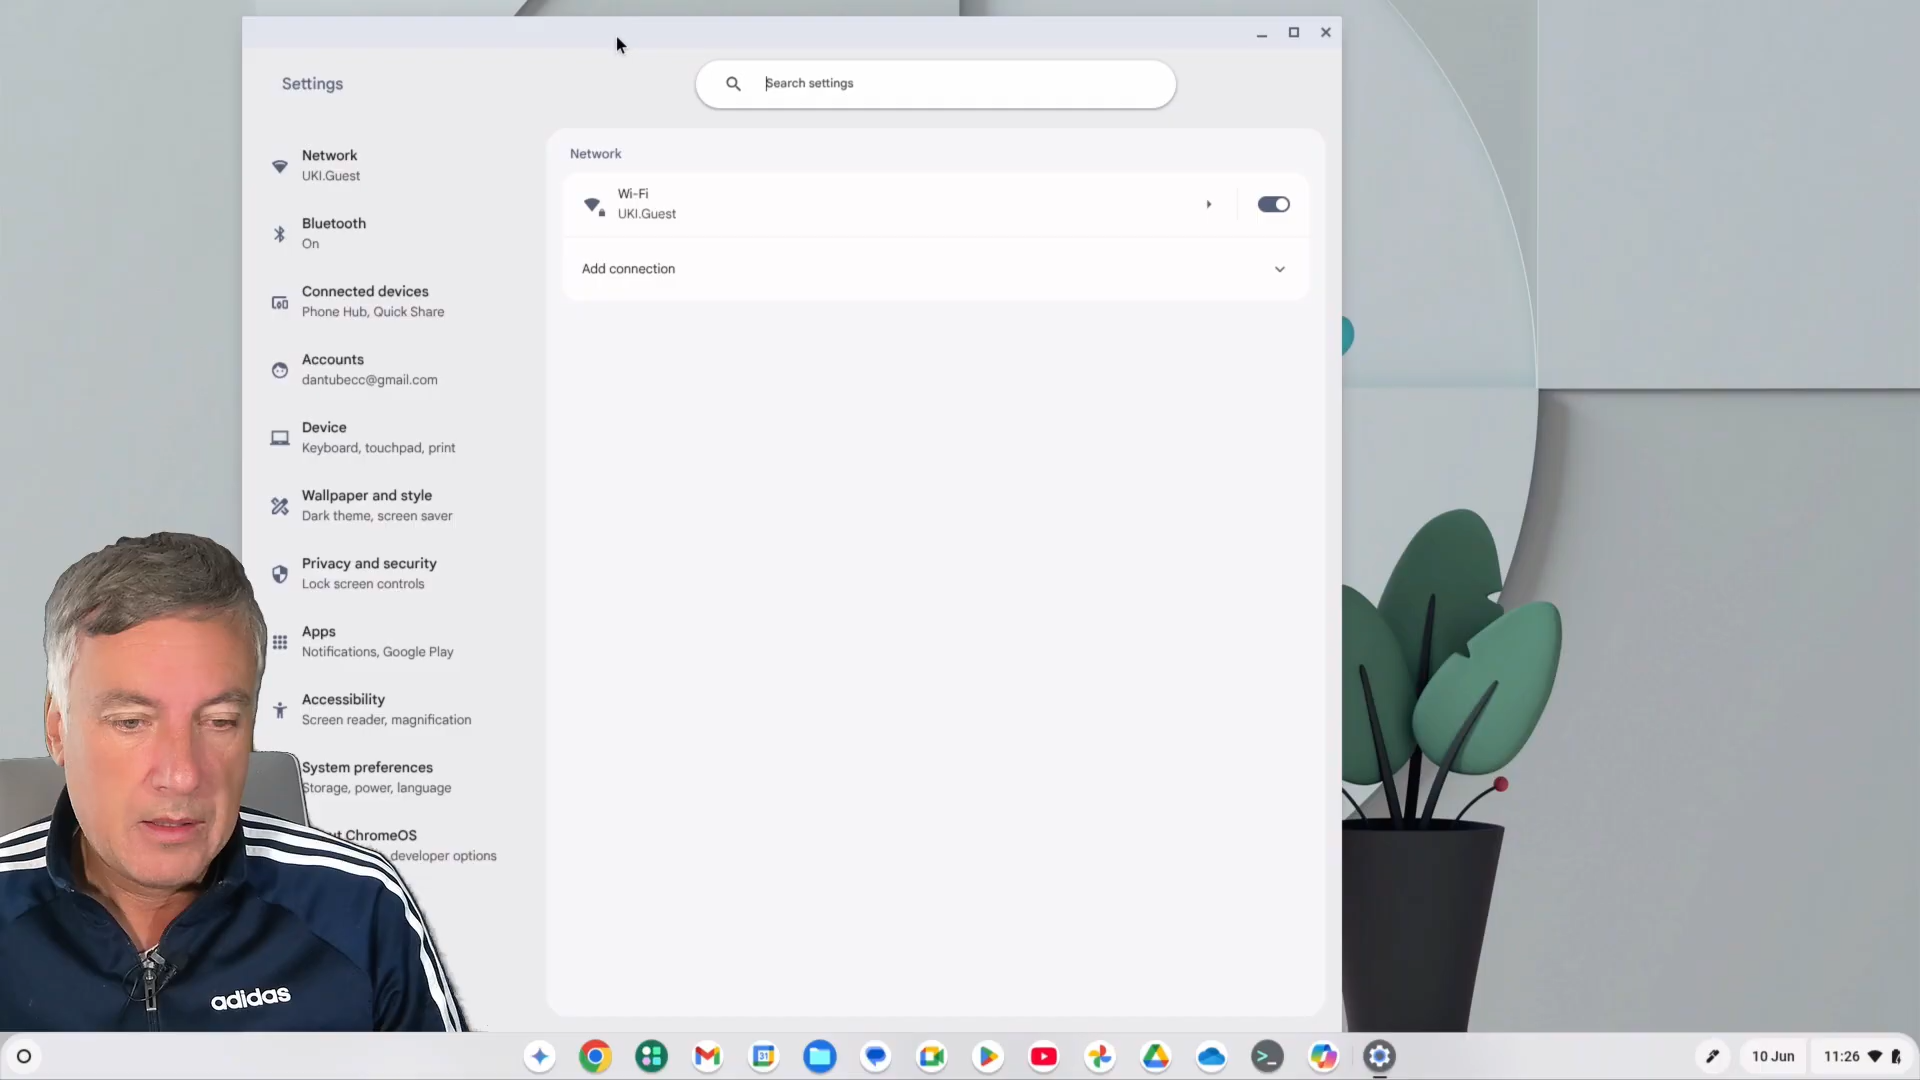 Settings
Search settings
Network
UKI.Guest
Bluetooth
On
Connected devices
Phone Hub, Quick Share
Accounts
dantubecc@gmail.com
Device
Keyboard, touchpad, print
Wallpaper and style
Dark theme, screen saver
Privacy and security
Lock screen controls
Apps
Notifications, Google Play
Accessibility
Screen reader, magnification
System preferences
Storage, power, language
ChromeOS
developer options
Network
Wi-Fi
UKI.Guest
Add connection
adidas
31
10 Jun
11:26